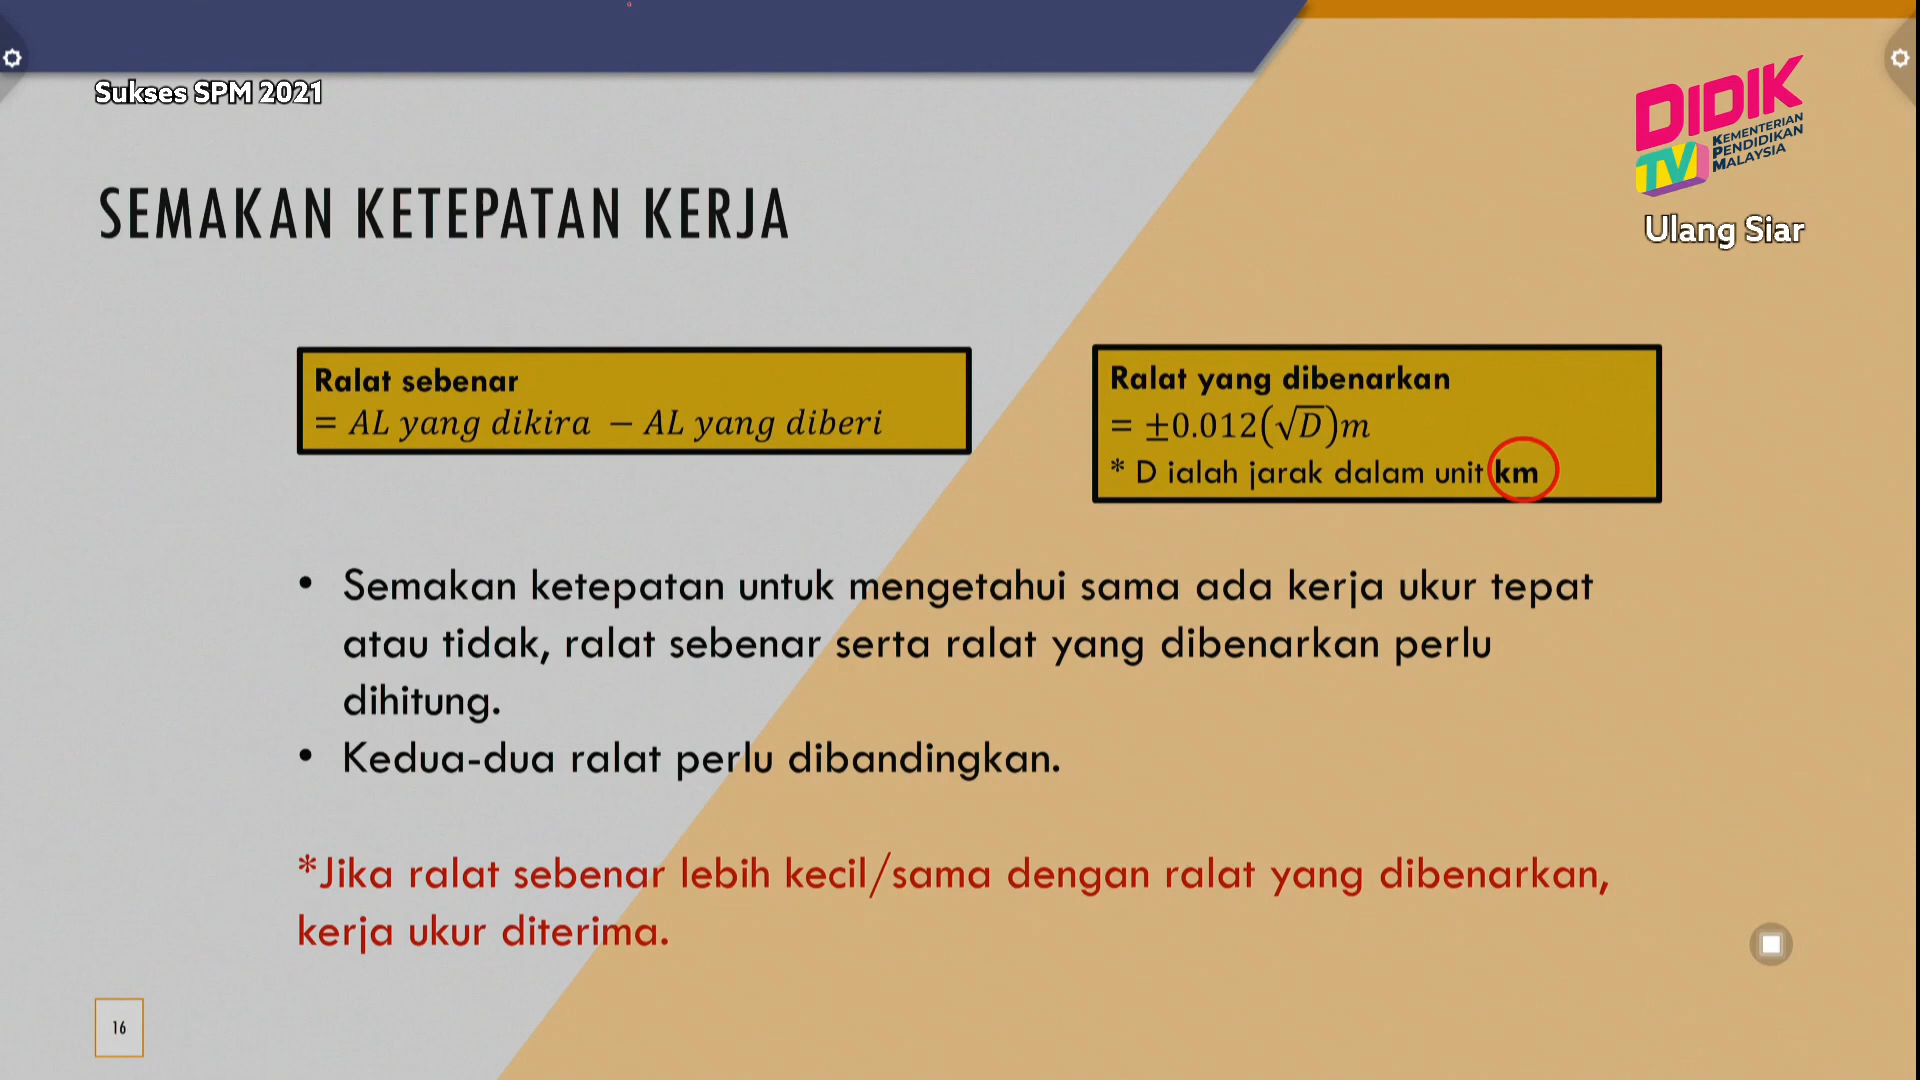 Sukses SPM 2021
DIDIK
TV
KEMENTERIAN
PENDIDIKAN
MALAYSIA
Ulang Siar
SEMAKAN KETEPATAN KERJA
Ralat sebenar
= AL yang dikira − AL yang diberi
Ralat yang dibenarkan
= ±0.012(√D)m
* D ialah jarak dalam unit km
• Semakan ketepatan untuk mengetahui sama ada kerja ukur tepat
atau tidak, ralat sebenar serta ralat yang dibenarkan perlu
dihitung.
• Kedua-dua ralat perlu dibandingkan.
*Jika ralat sebenar lebih kecil/sama dengan ralat yang dibenarkan,
kerja ukur diterima.
16